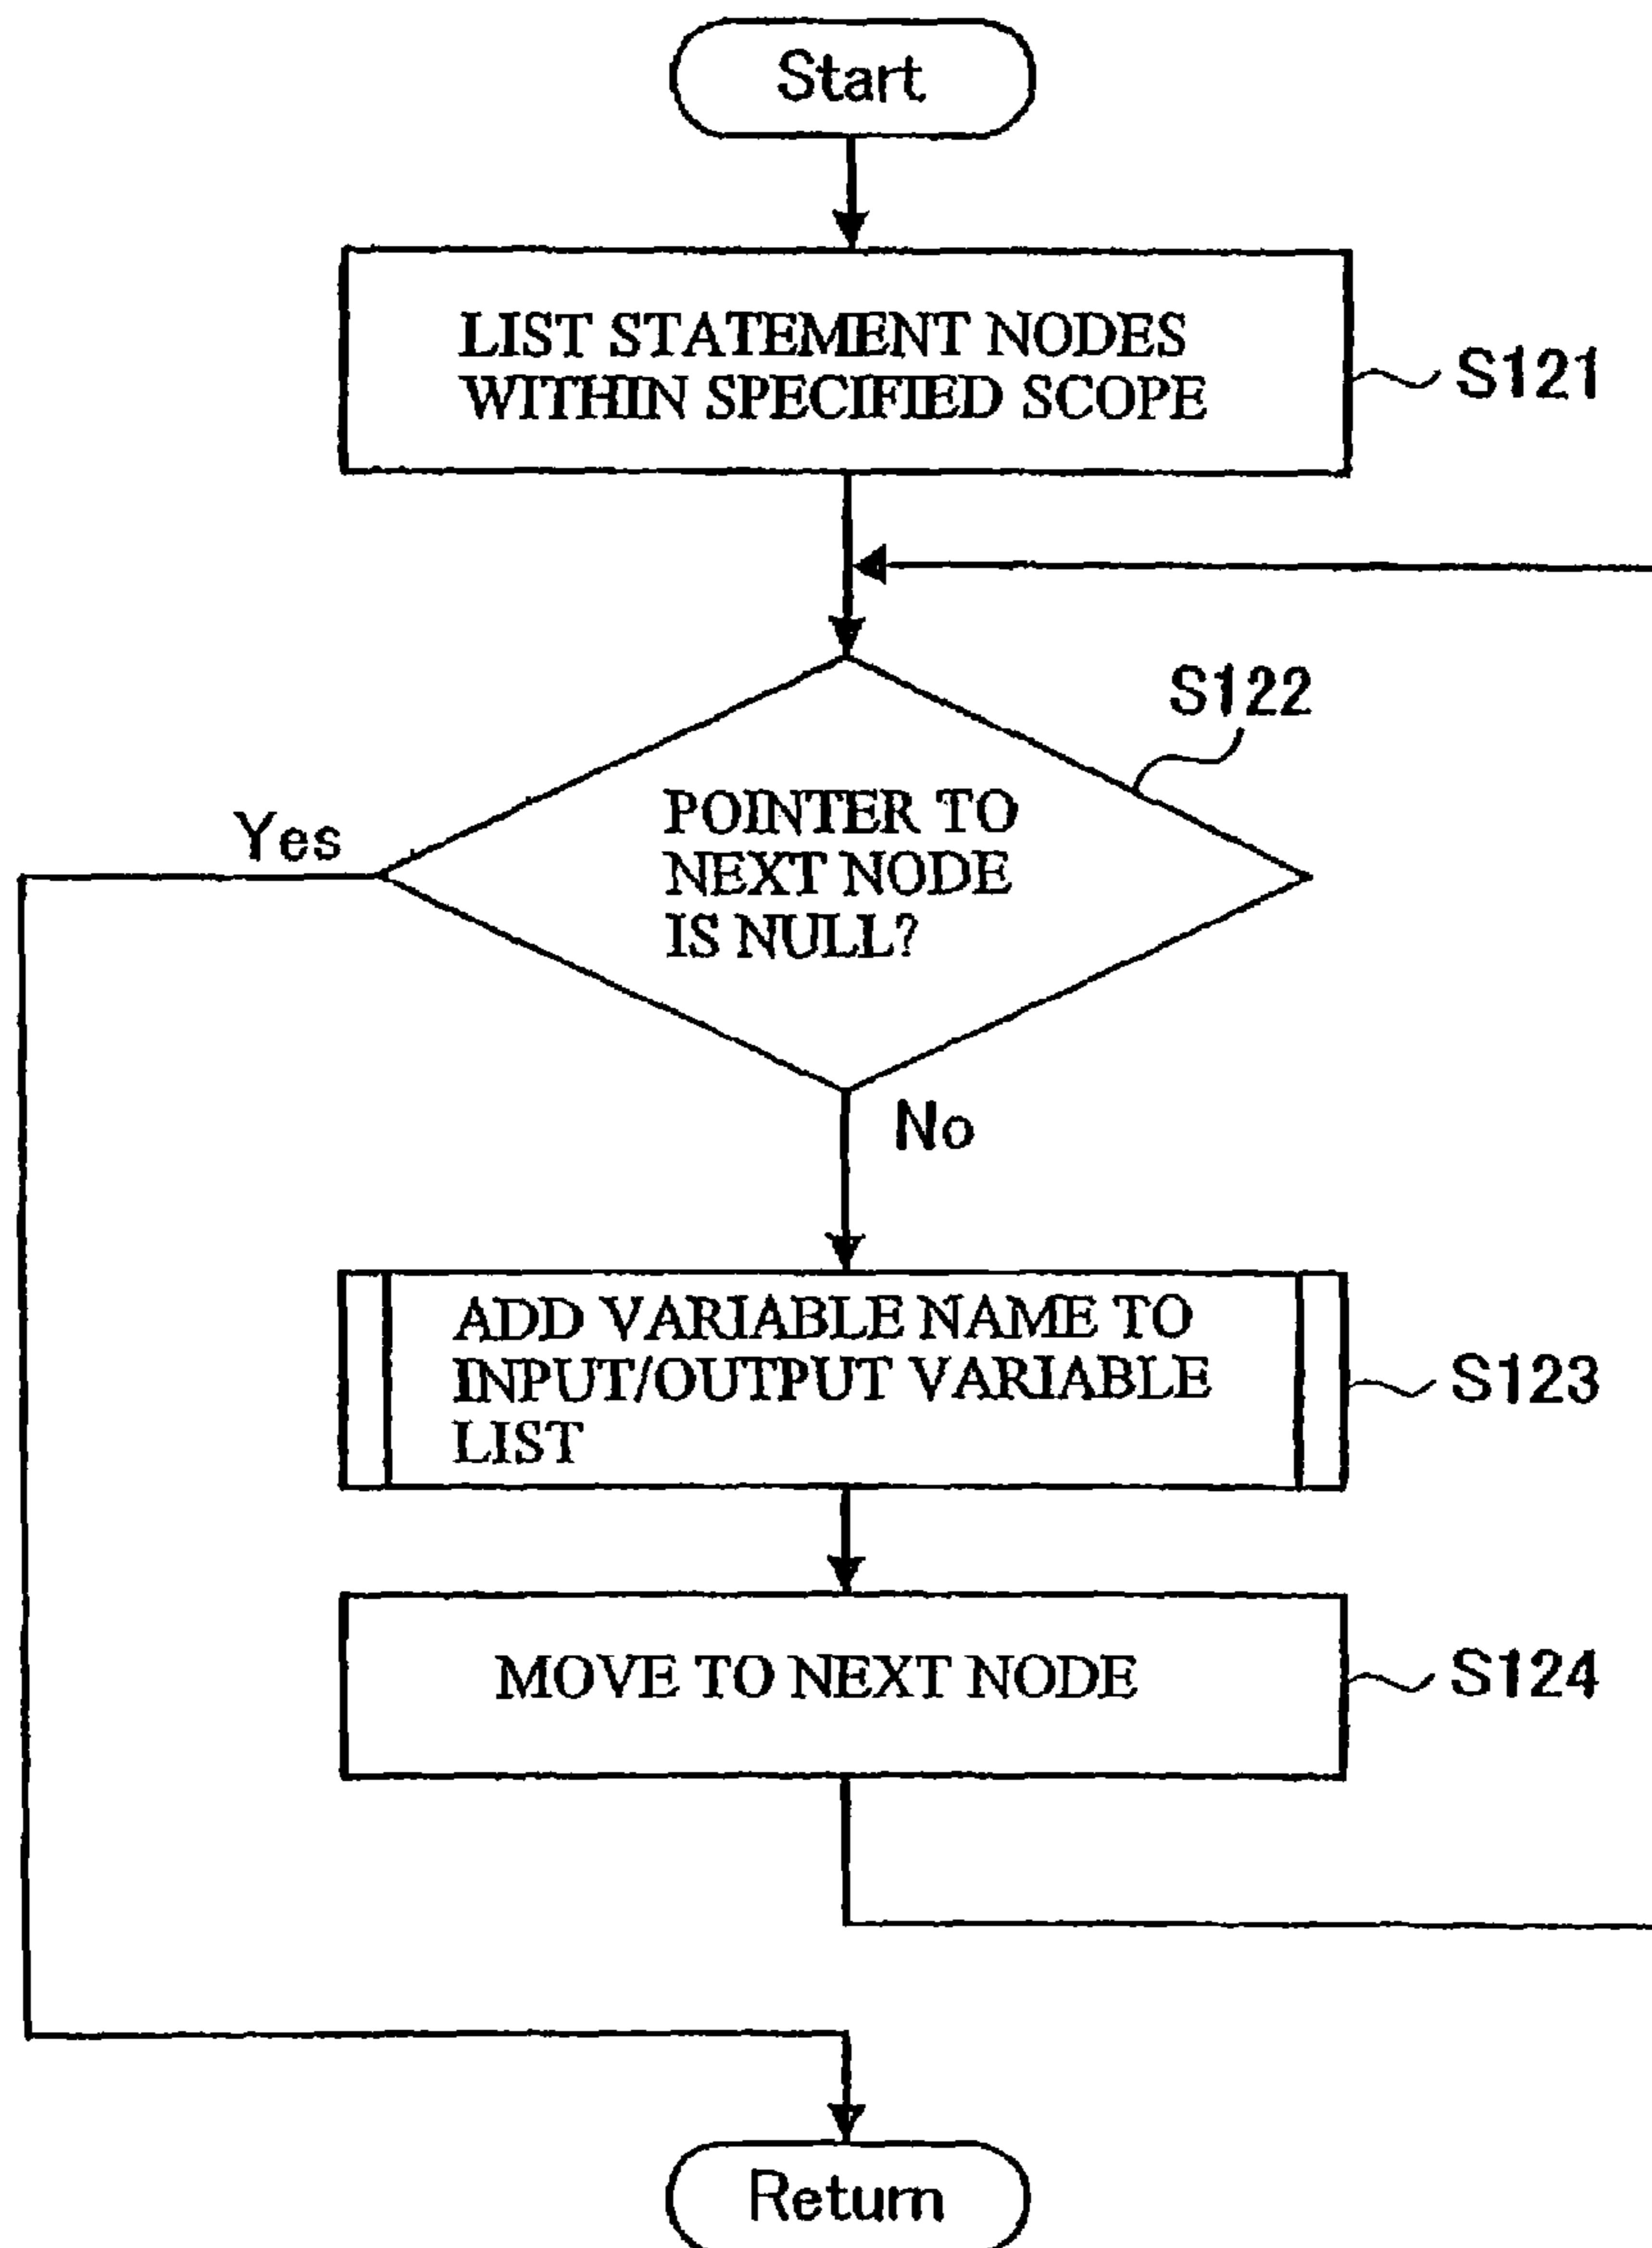 Start
LIST STATEMENT NODES
WITHIN SPECIFIED SCOPE
S121
S122
POINTER TO
NEXT NODE
IS NULL?
Yes
No
ADD VARIABLE NAME TO
INPUT/OUTPUT VARIABLE
LIST
S123
MOVE TO NEXT NODE
S124
Return